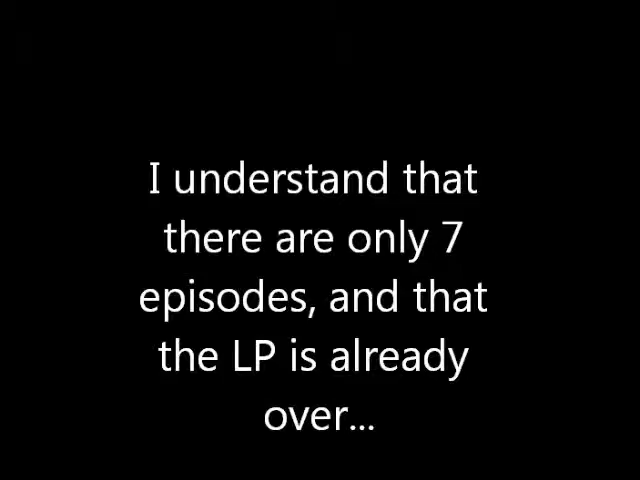 I understand that
there are only 7
episodes, and that
the LP is already
over...